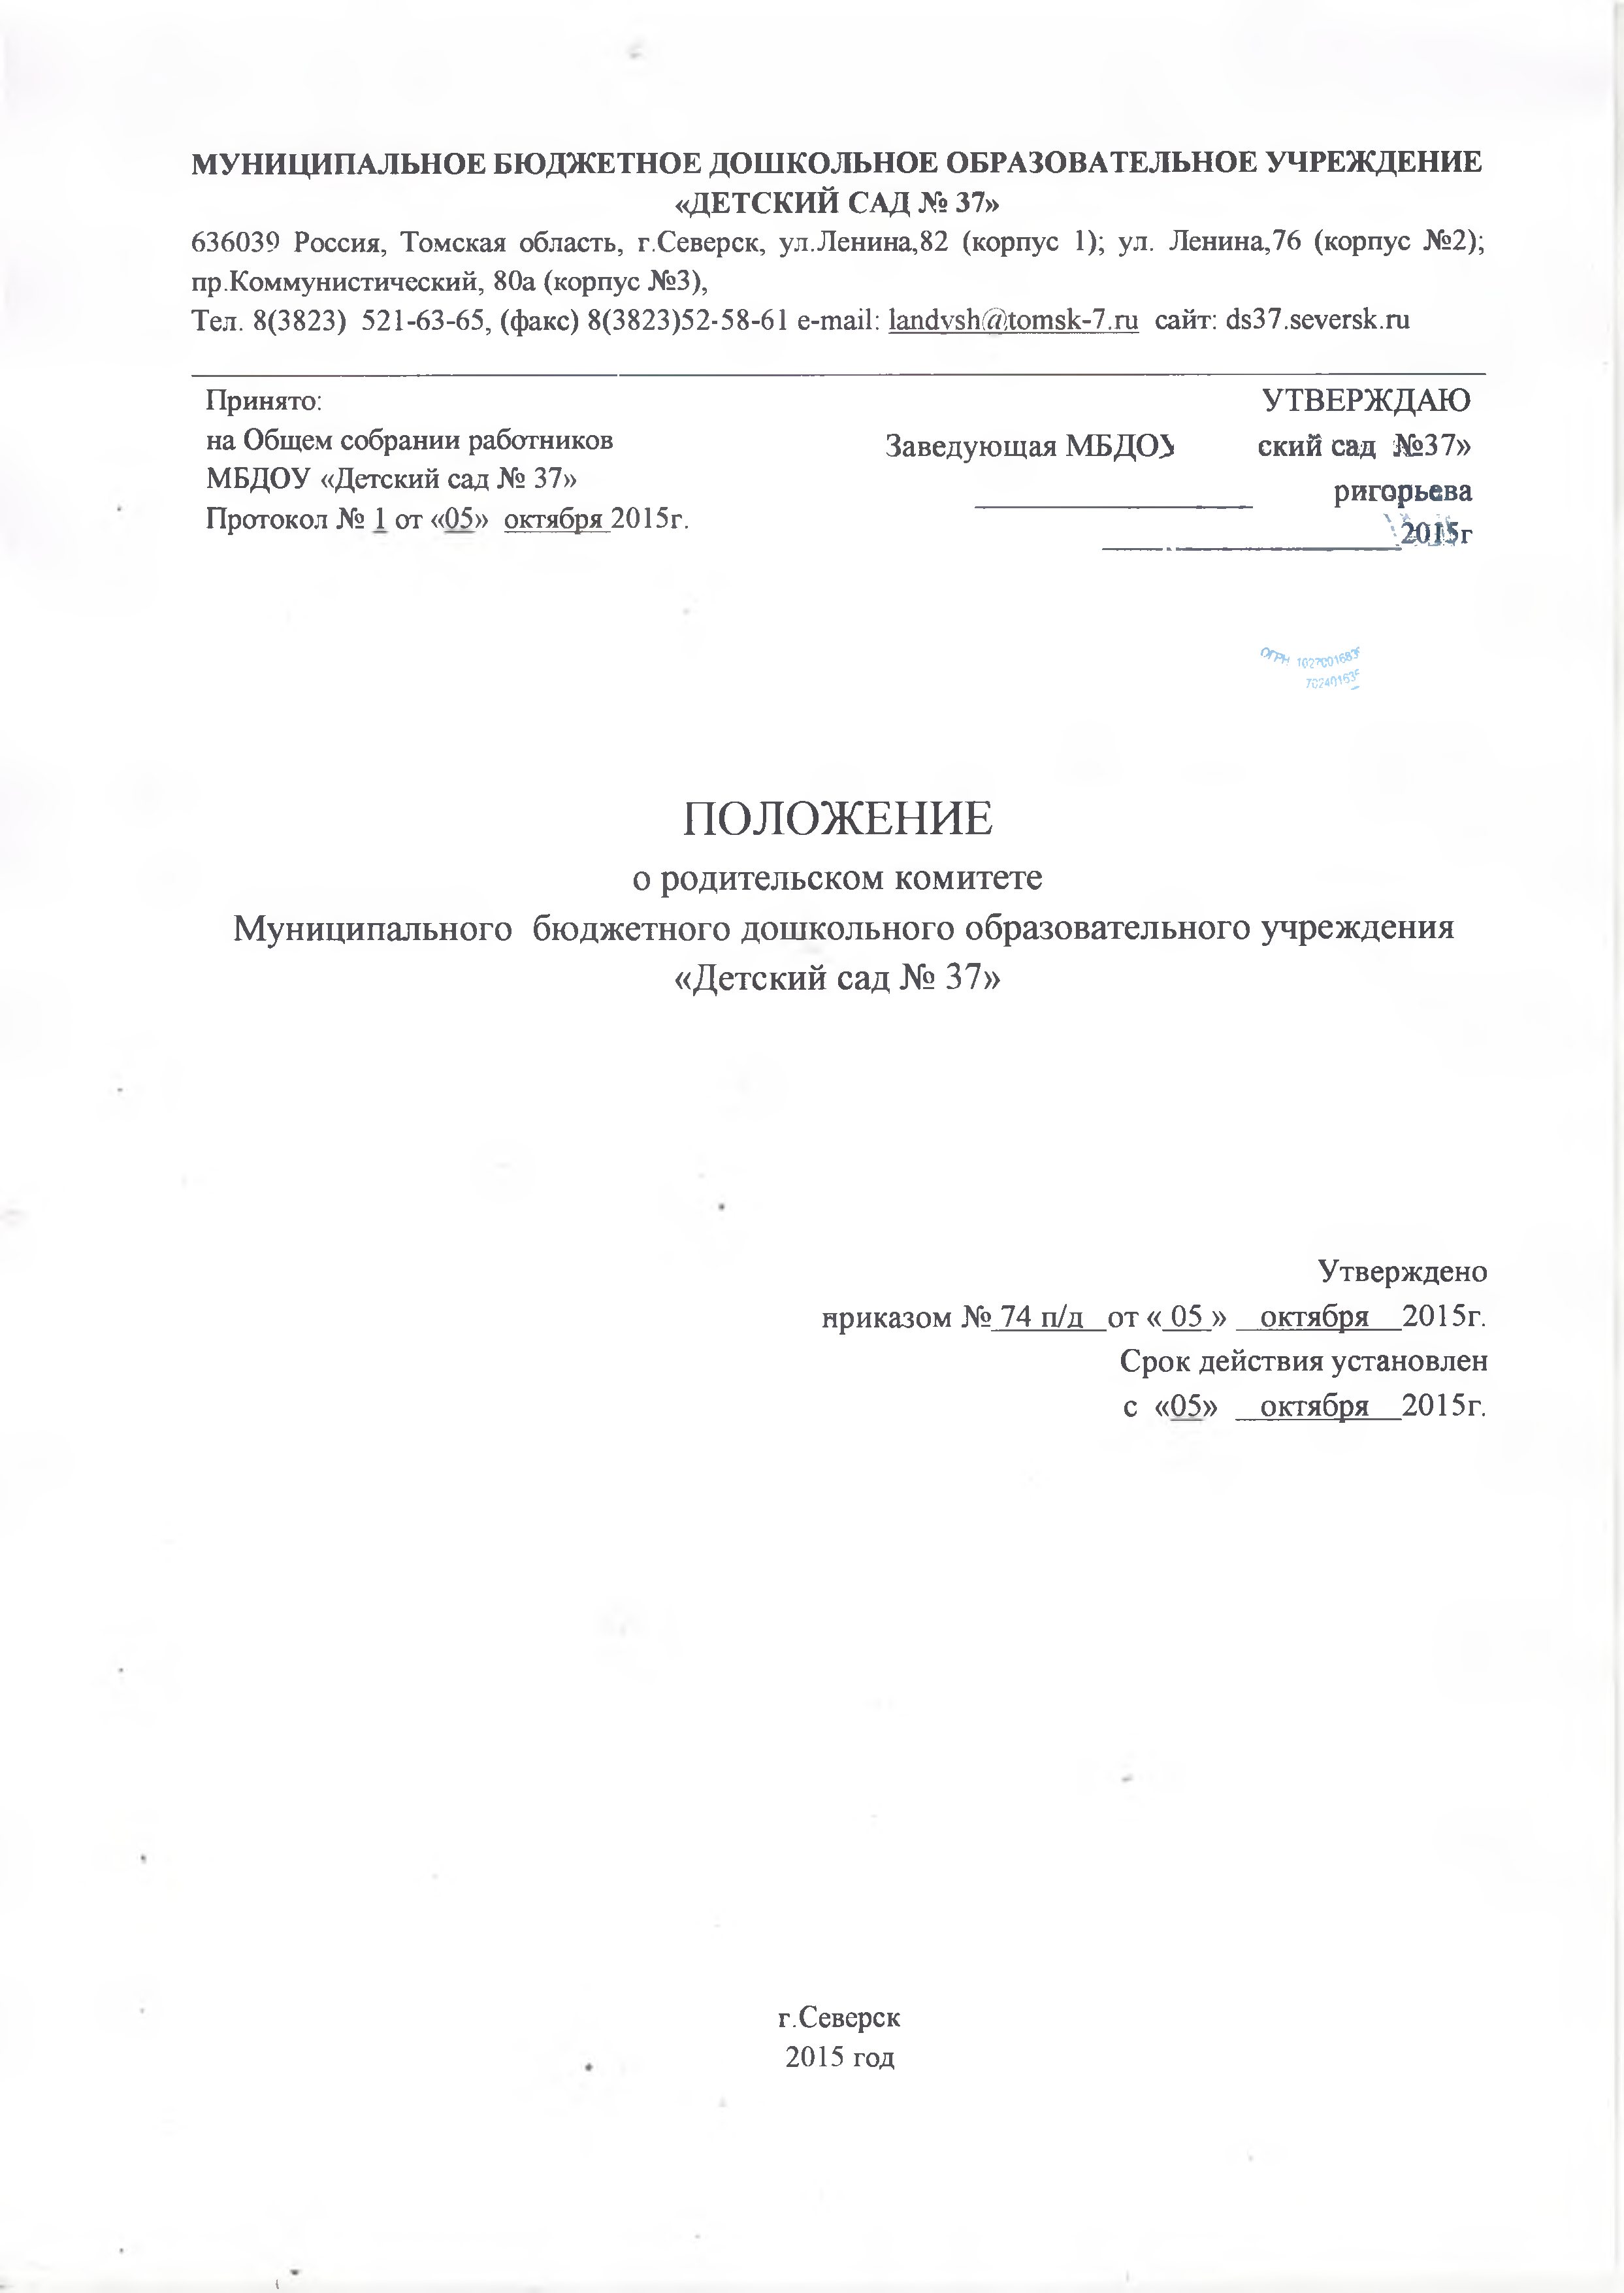 МУНИЦИПАЛЬНОЕ БЮДЖЕТНОЕ ДОШКОЛЬНОЕ ОБРАЗОВАТЕЛЬНОЕ УЧРЕЖДЕНИЕ
«ДЕТСКИЙ САД № 37»
636039 Россия, Томская область, г.Северск, ул.Ленина,82 (корпус 1); ул. Ленина,76 (корпус №2);
пр.Коммунистический, 80а (корпус №3),
Тел. 8(3823) 521-63-65, (факс) 8(3823)52-58-61 e-mail: landysh@tomsk-7.ru сайт: ds37.seversk.ru
Принято:
на Общем собрании работников
МБДОУ «Детский сад № 37»
Протокол № 1 от «05» октября 2015г.
УТВЕРЖДАЮ
Заведующая МБДОУ ский сад №37»
ригорьева
2015г
ОГРН
ПОЛОЖЕНИЕ
о родительском комитете
Муниципального бюджетного дошкольного образовательного учреждения
«Детский сад № 37»
Утверждено
приказом № 74 п/д от « 05 » октября 2015г.
Срок действия установлен
с «05» октября 2015г.
г.Северск
2015 год